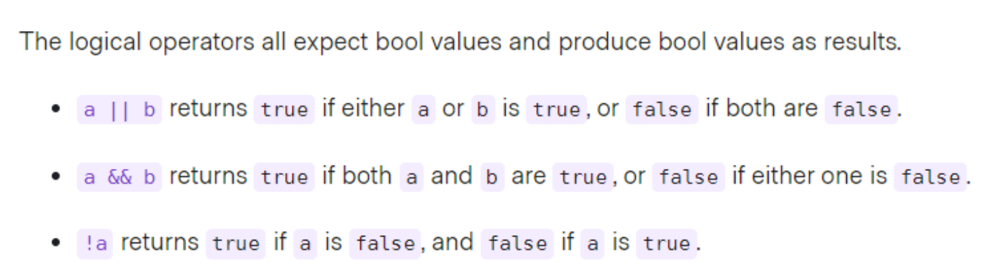 The logical operators all expect bool values and produce bool values as results.
• a || b returns true if either a or b is true, or false if both are false.
• a && b returns true if both a and b are true, or false if either one is false.
• !a returns true if a is false, and false if a is true.